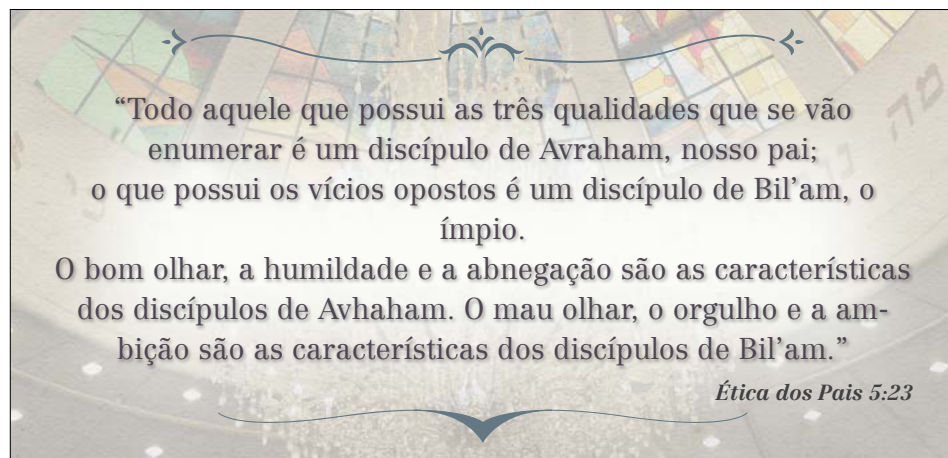 “Todo aquele que possui as três qualidades que se vão
enumerar é um discípulo de Avraham, nosso pai;
o que possui os vícios opostos é um discípulo de Bil’am, o
ímpio.
O bom olhar, a humildade e a abnegação são as características
dos discípulos de Avhaham. O mau olhar, o orgulho e a am-
bição são as características dos discípulos de Bil’am.”
Ética dos Pais 5:23